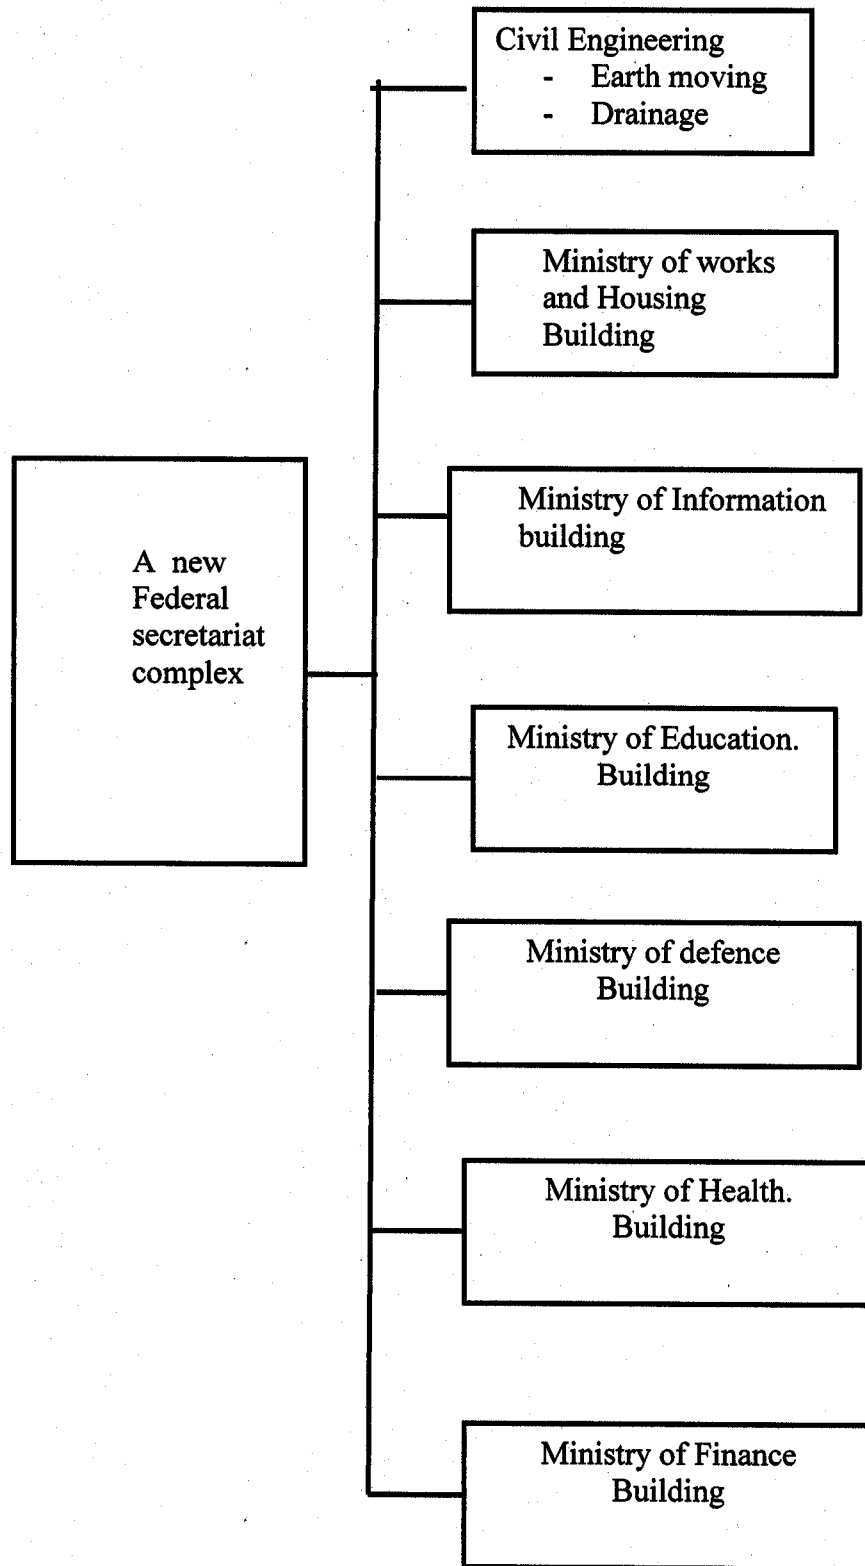 Civil Engineering
- Earth moving
- Drainage
Ministry of works
and Housing
Building
Ministry of Information
building
A new
Federal
secretariat
complex
Ministry of Education.
Building
Ministry of defence
Building
Ministry of Health.
Building
Ministry of Finance
Building